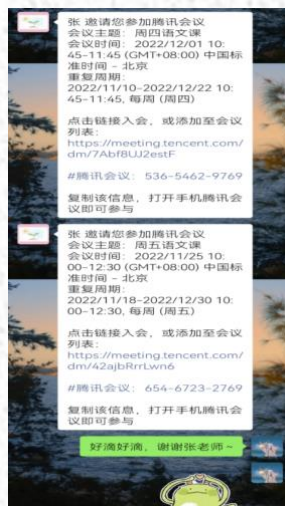 张 邀请您参加腾讯会议
会议主题：周四语文课
会议时间：2022/12/01 10:
45-11:45 (GMT+08:00) 中国标
准时间 - 北京
重复周期:
2022/11/10-2022/12/22 10:
45-11:45, 每周 (周四)
点击链接入会，或添加至会议
列表：
https://meeting.tencent.com/
dm/7Abf8UJ2estF
#腾讯会议：536-5462-9769
复制该信息，打开手机腾讯会
议即可参与
张 邀请您参加腾讯会议
会议主题：周五语文课
会议时间：2022/11/25 10:
00-12:30 (GMT+08:00) 中国标
准时间 - 北京
重复周期:
2022/11/18-2022/12/30 10:
00-12:30, 每周 (周五)
点击链接入会，或添加至会议
列表：
https://meeting.tencent.com/
dm/42ajbRrrLwn6
#腾讯会议：654-6723-2769
复制该信息，打开手机腾讯会
议即可参与
好滴好滴，谢谢张老师~